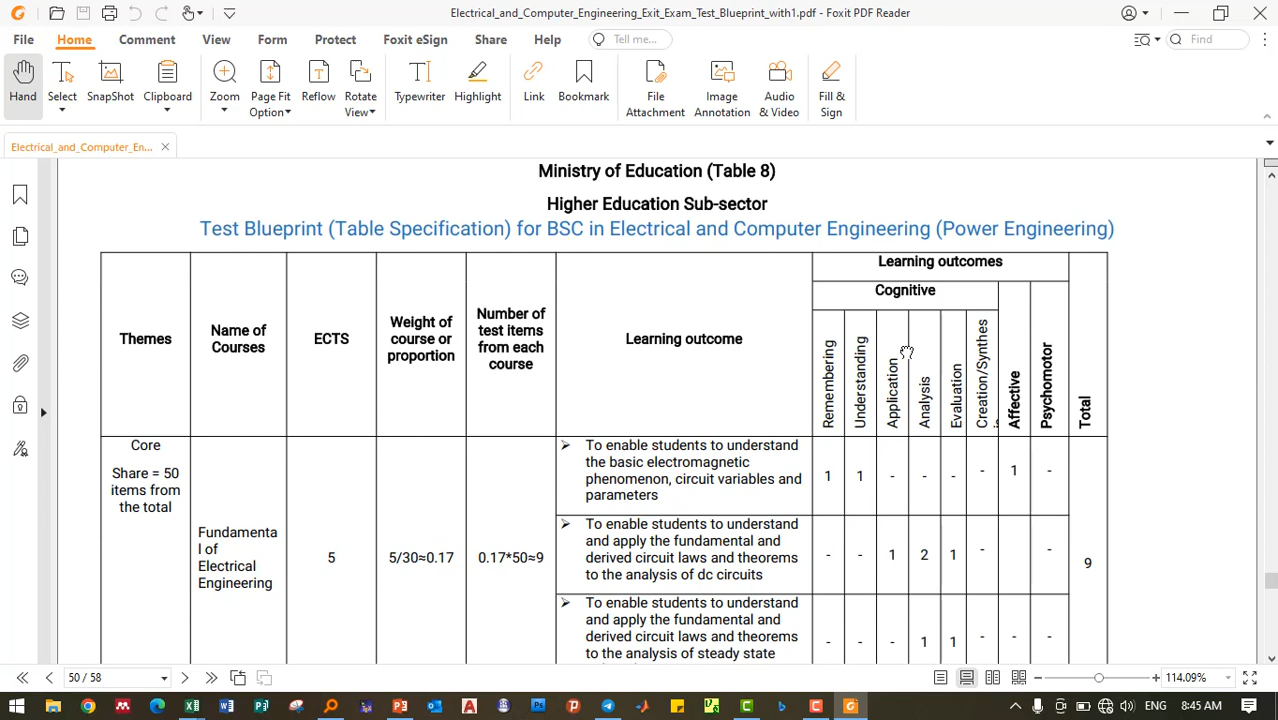 Electrical_and_Computer_Engineering_Exit_Exam_Test_Blueprint_with1.pdf - Foxit PDF Reader
File Home Comment View Form Protect Foxit eSign Share Help Tell me... Find
Hand Select SnapShot Clipboard Zoom Page Fit Option Reflow Rotate View Typewriter Highlight Link Bookmark File Attachment Image Annotation Audio & Video Fill & Sign
Electrical_and_Computer_En...
Ministry of Education (Table 8)
Higher Education Sub-sector
Test Blueprint (Table Specification) for BSC in Electrical and Computer Engineering (Power Engineering)
Themes
Name of
Courses
ECTS
Weight of
course or
proportion
Number of
test items
from each
course
Learning outcome
Learning outcomes
Cognitive
Remembering
Understanding
Application
Analysis
Evaluation
Creation/Synthes
is
Affective
Psychomotor
Total
Core
Share = 50
items from
the total
Fundamenta
l of
Electrical
Engineering
5
5/30≈0.17
0.17*50≈9
➢ To enable students to understand
the basic electromagnetic
phenomenon, circuit variables and
parameters
1 1 - - - - 1 -
➢ To enable students to understand
and apply the fundamental and
derived circuit laws and theorems
to the analysis of dc circuits
- - 1 2 1 - -
➢ To enable students to understand
and apply the fundamental and
derived circuit laws and theorems
to the analysis of steady state
- - - 1 1 - - -
9
50 / 58
114.09%
ENG 8:45 AM